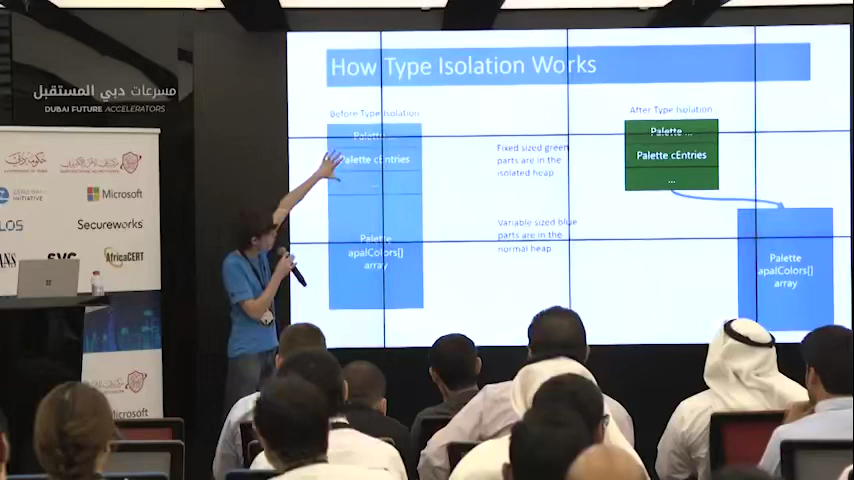 مسرعات دبي المستقبل
DUBAI FUTURE ACCELERATORS
Microsoft
INITIATIVE
Secureworks
AfricaCERT
Microsoft
How Type Isolation Works
Before Type Isolation
Palette ...
Palette cEntries
...
Palette
apalColors[]
array
Fixed sized green
parts are in the
isolated heap
Variable sized blue
parts are in the
normal heap
After Type Isolation
Palette ...
Palette cEntries
...
Palette
apalColors[]
array